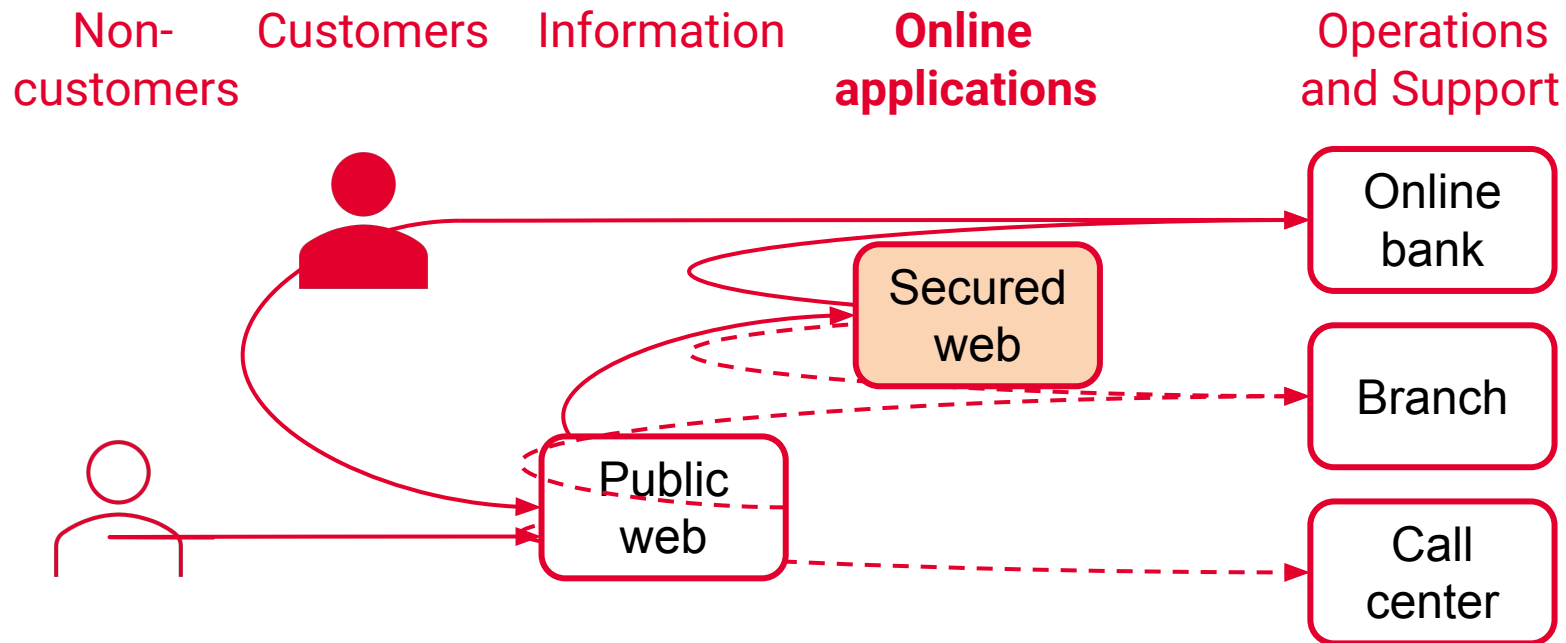 Non-
customers
Customers
Information
Online
applications
Operations
and Support
Online
bank
Secured
web
Branch
Public
web
Call
center